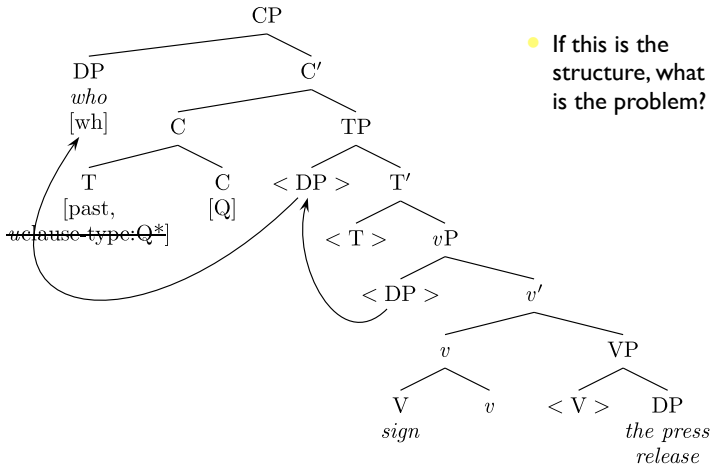 CP
DP C′
who
[wh]
If this is the
structure, what
is the problem?
C TP
T C < DP > T′
[past, [Q]
uclause-type:Q*]
< T > vP
< DP > v′
v VP
V v < V > DP
sign the press
release